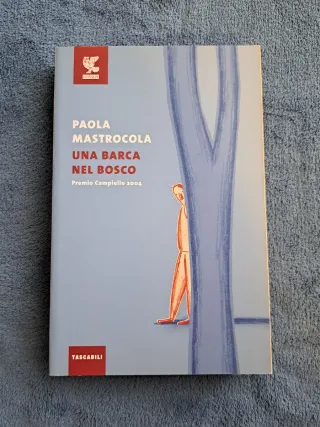 PAOLA
MASTROCOLA
UNA BARCA
NEL BOSCO
Premio Campiello 2004
TASCABILI